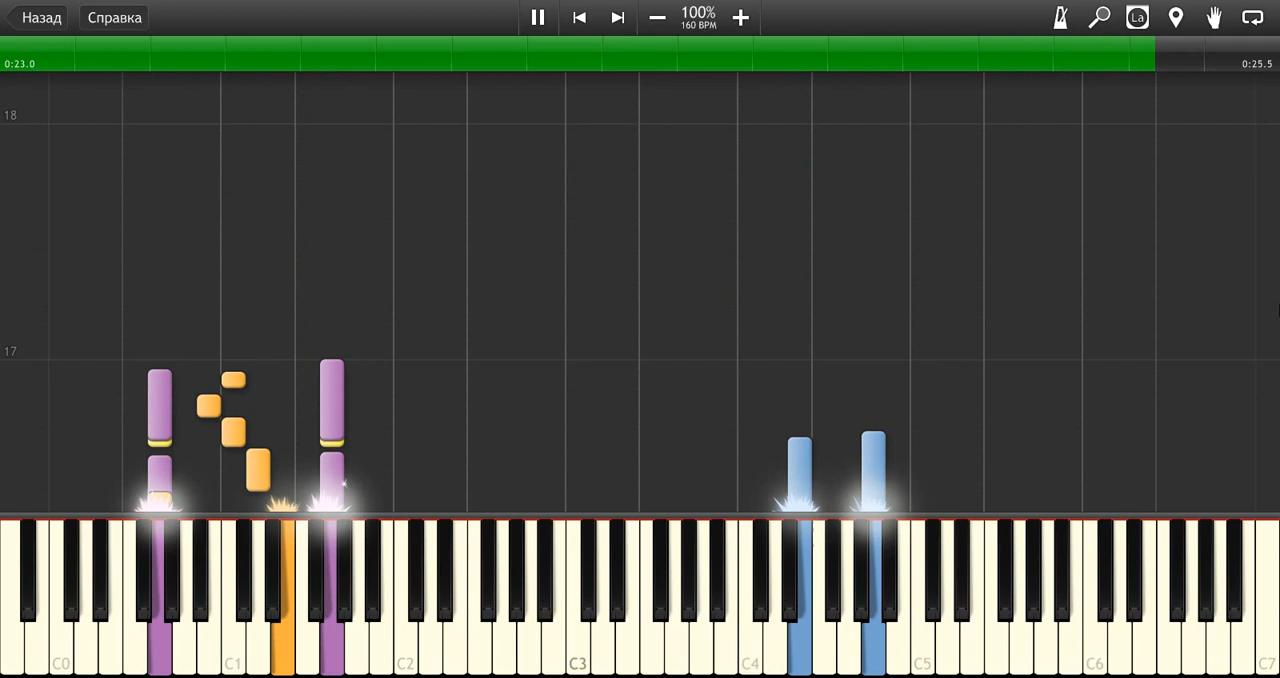 Назад
Справка
100%
160 BPM
La
0:23.0
0:25.5
18
17
C0
C1
C2
C3
C4
C5
C6
C7